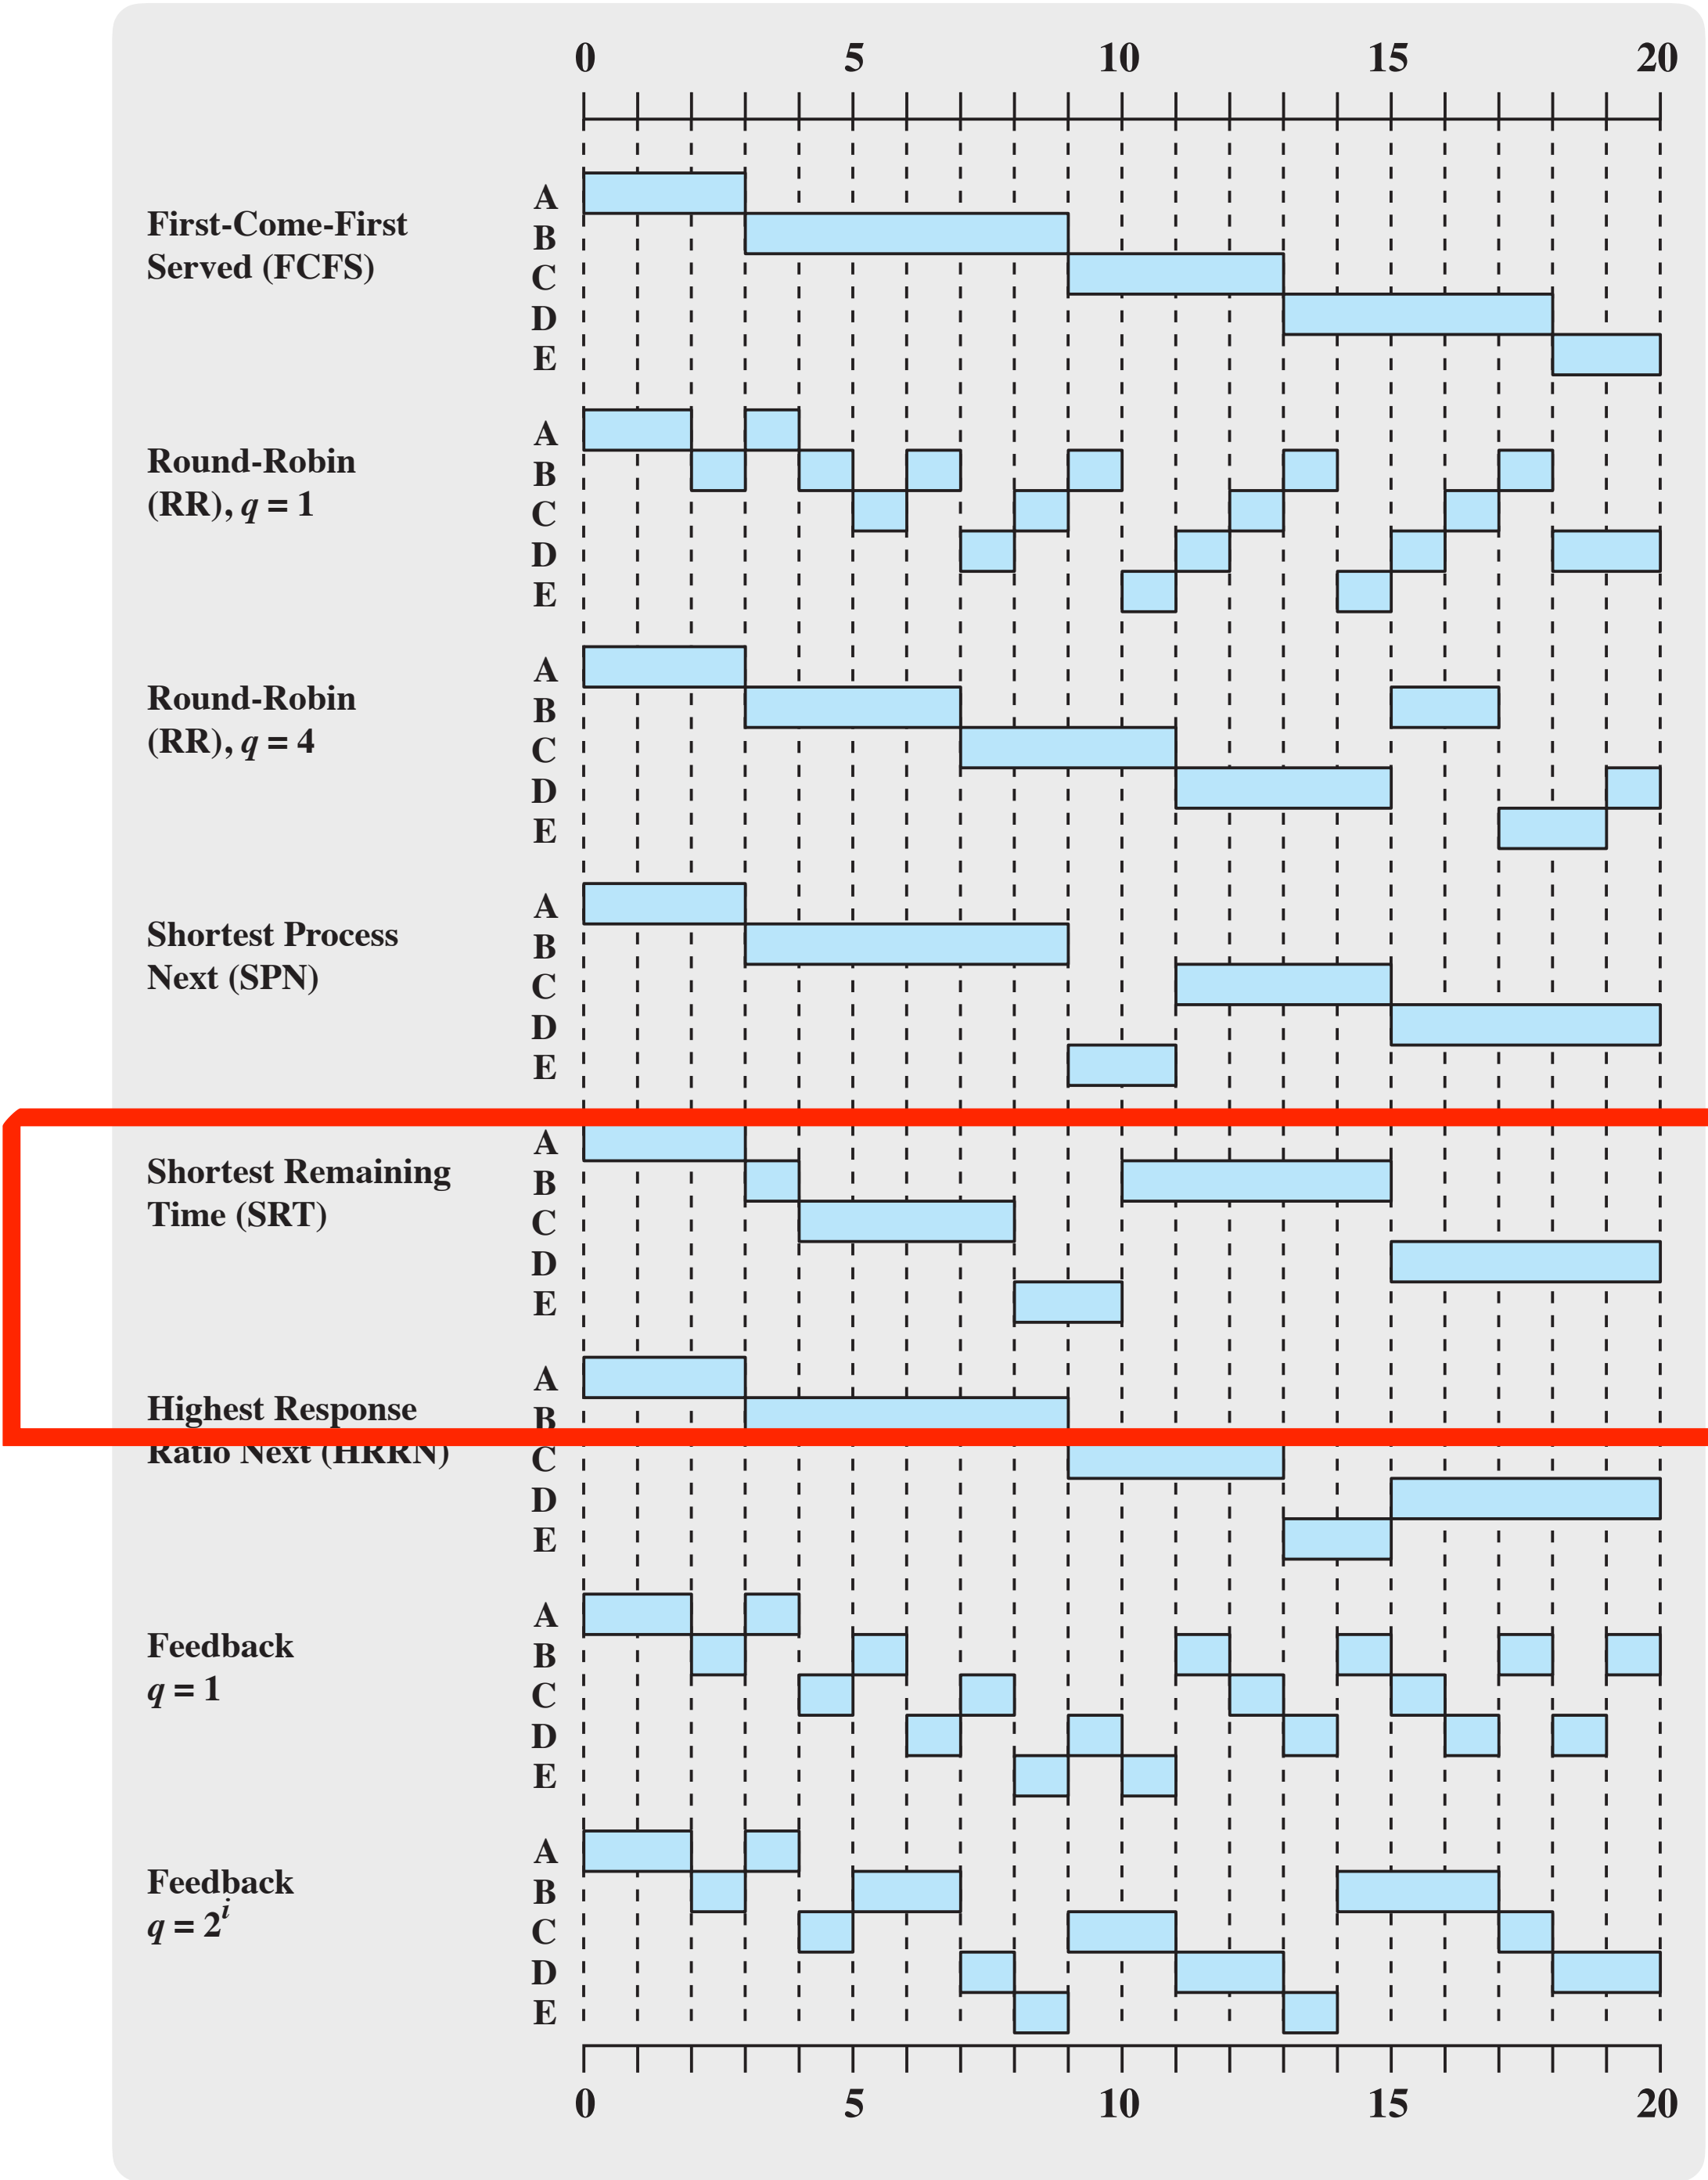 0 5 10 15 20
A
First-Come-First
B
Served (FCFS)
C
D
E
A
Round-Robin
B
(RR), q = 1
C
D
E
A
Round-Robin
B
(RR), q = 4
C
D
E
A
Shortest Process
B
Next (SPN)
C
D
E
A
Shortest Remaining
B
Time (SRT)
C
D
E
A
Highest Response
B
Ratio Next (HRRN)
C
D
E
A
Feedback
B
q = 1
C
D
E
A
Feedback
B
q = 2^i
C
D
E
0 5 10 15 20